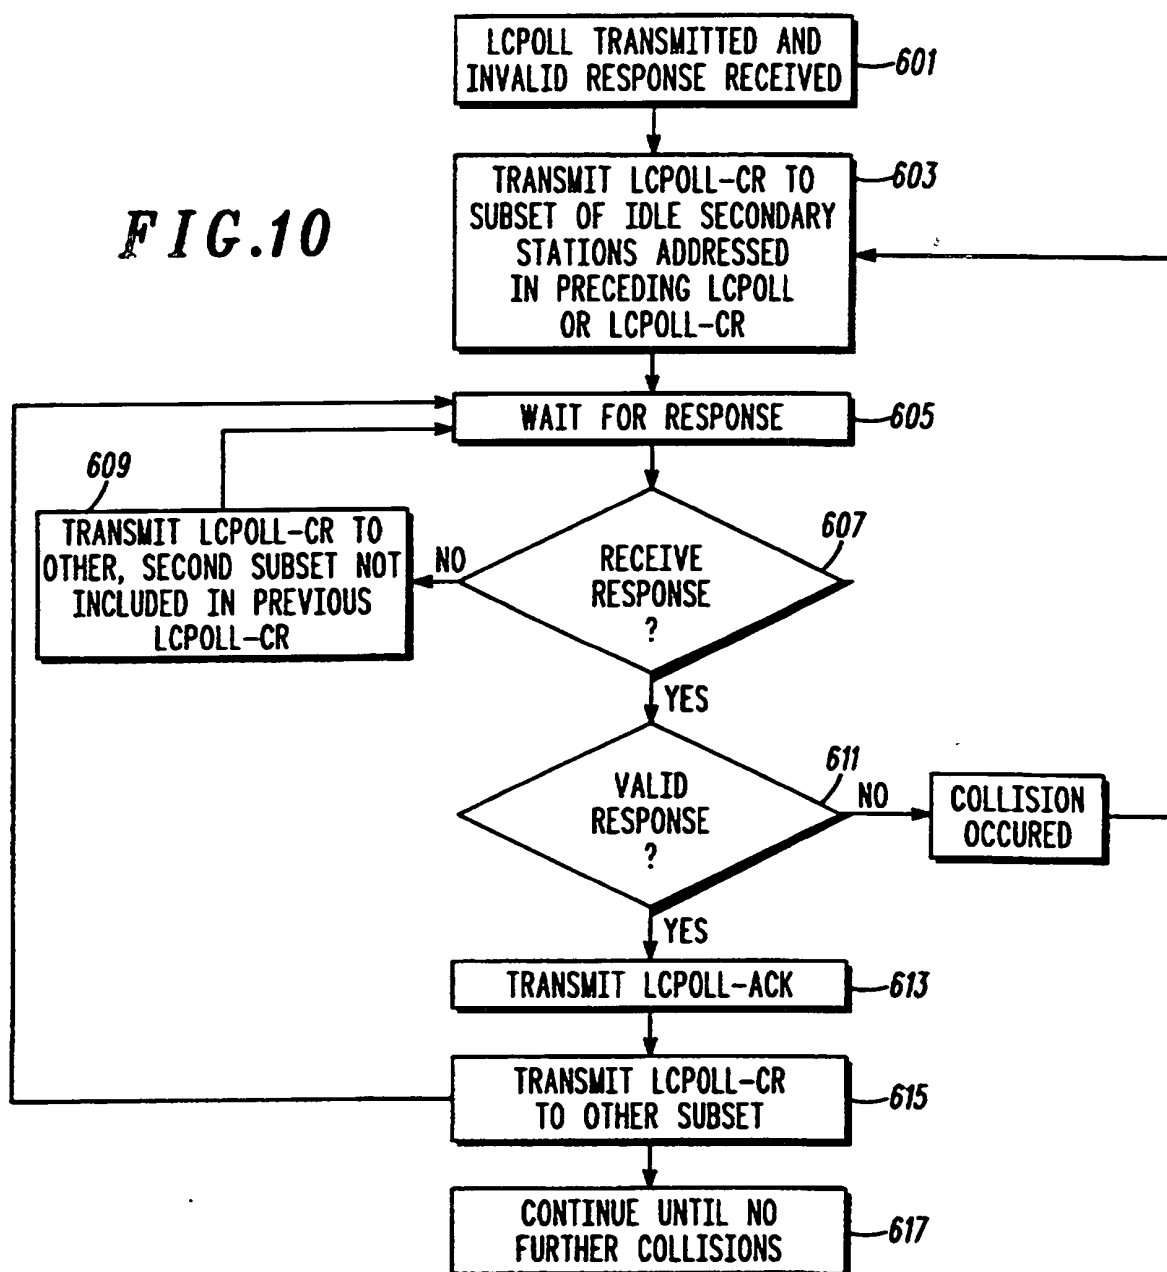 LCPOLL TRANSMITTED AND
INVALID RESPONSE RECEIVED
601
TRANSMIT LCPOLL-CR TO
SUBSET OF IDLE SECONDARY
STATIONS ADDRESSED
IN PRECEDING LCPOLL
OR LCPOLL-CR
603
FIG.10
WAIT FOR RESPONSE
605
609
TRANSMIT LCPOLL-CR TO
OTHER, SECOND SUBSET NOT
INCLUDED IN PREVIOUS
LCPOLL-CR
NO
RECEIVE
RESPONSE
?
607
YES
VALID
RESPONSE
?
611
NO
COLLISION
OCCURED
YES
TRANSMIT LCPOLL-ACK
613
TRANSMIT LCPOLL-CR
TO OTHER SUBSET
615
CONTINUE UNTIL NO
FURTHER COLLISIONS
617